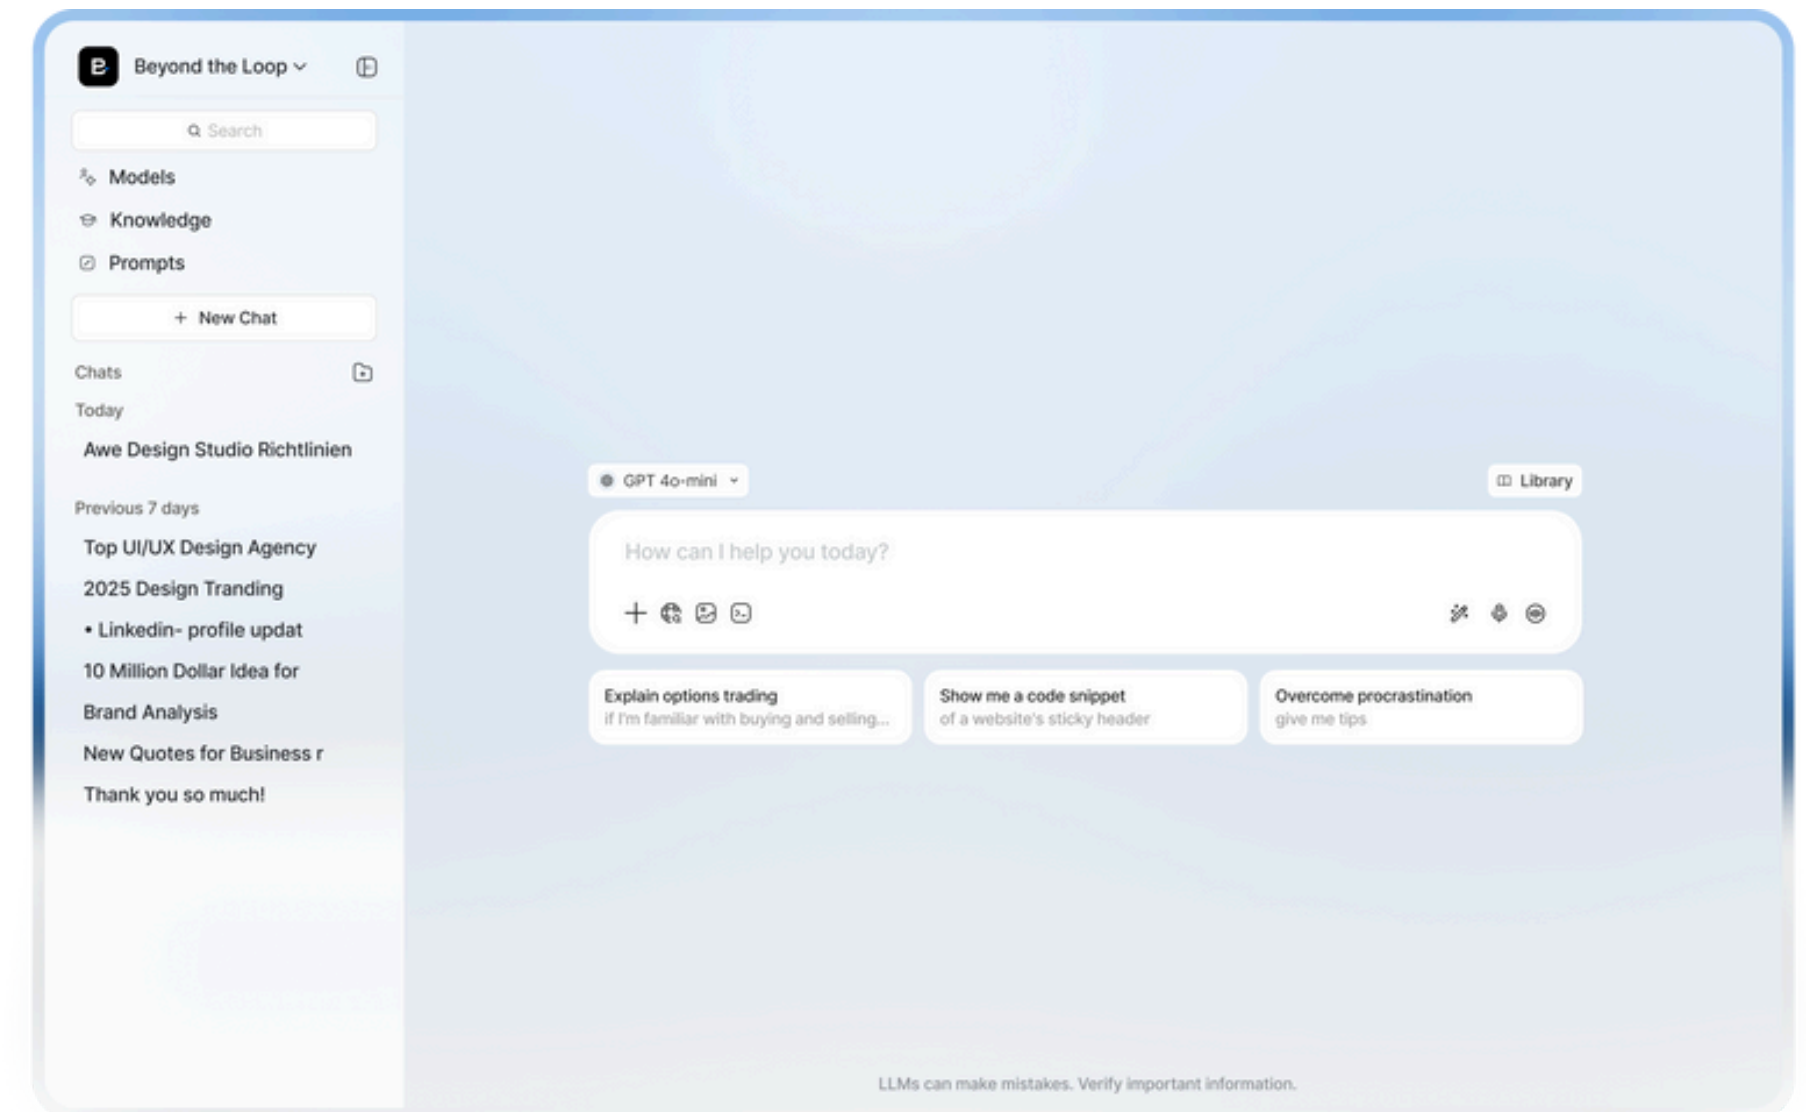 Beyond the Loop
Search
Models
Knowledge
Prompts
+ New Chat
Chats
Today
Awe Design Studio Richtlinien
Previous 7 days
Top UI/UX Design Agency
2025 Design Tranding
• Linkedin- profile updat
10 Million Dollar Idea for
Brand Analysis
New Quotes for Business r
Thank you so much!
GPT 4o-mini
Library
How can I help you today?
Explain options trading
if I'm familiar with buying and selling...
Show me a code snippet
of a website's sticky header
Overcome procrastination
give me tips
LLMs can make mistakes. Verify important information.